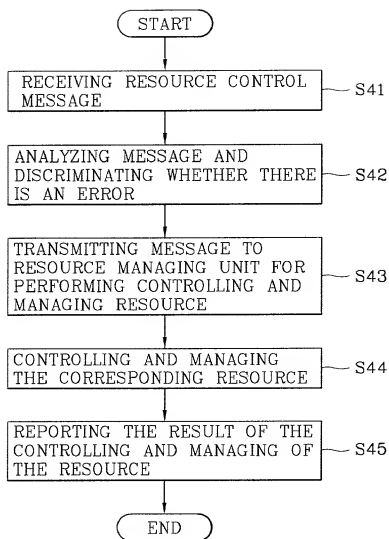 START
RECEIVING RESOURCE CONTROL
MESSAGE
S41
ANALYZING MESSAGE AND
DISCRIMINATING WHETHER THERE
IS AN ERROR
S42
TRANSMITTING MESSAGE TO
RESOURCE MANAGING UNIT FOR
PERFORMING CONTROLLING AND
MANAGING RESOURCE
S43
CONTROLLING AND MANAGING
THE CORRESPONDING RESOURCE
S44
REPORTING THE RESULT OF THE
CONTROLLING AND MANAGING OF
THE RESOURCE
S45
END